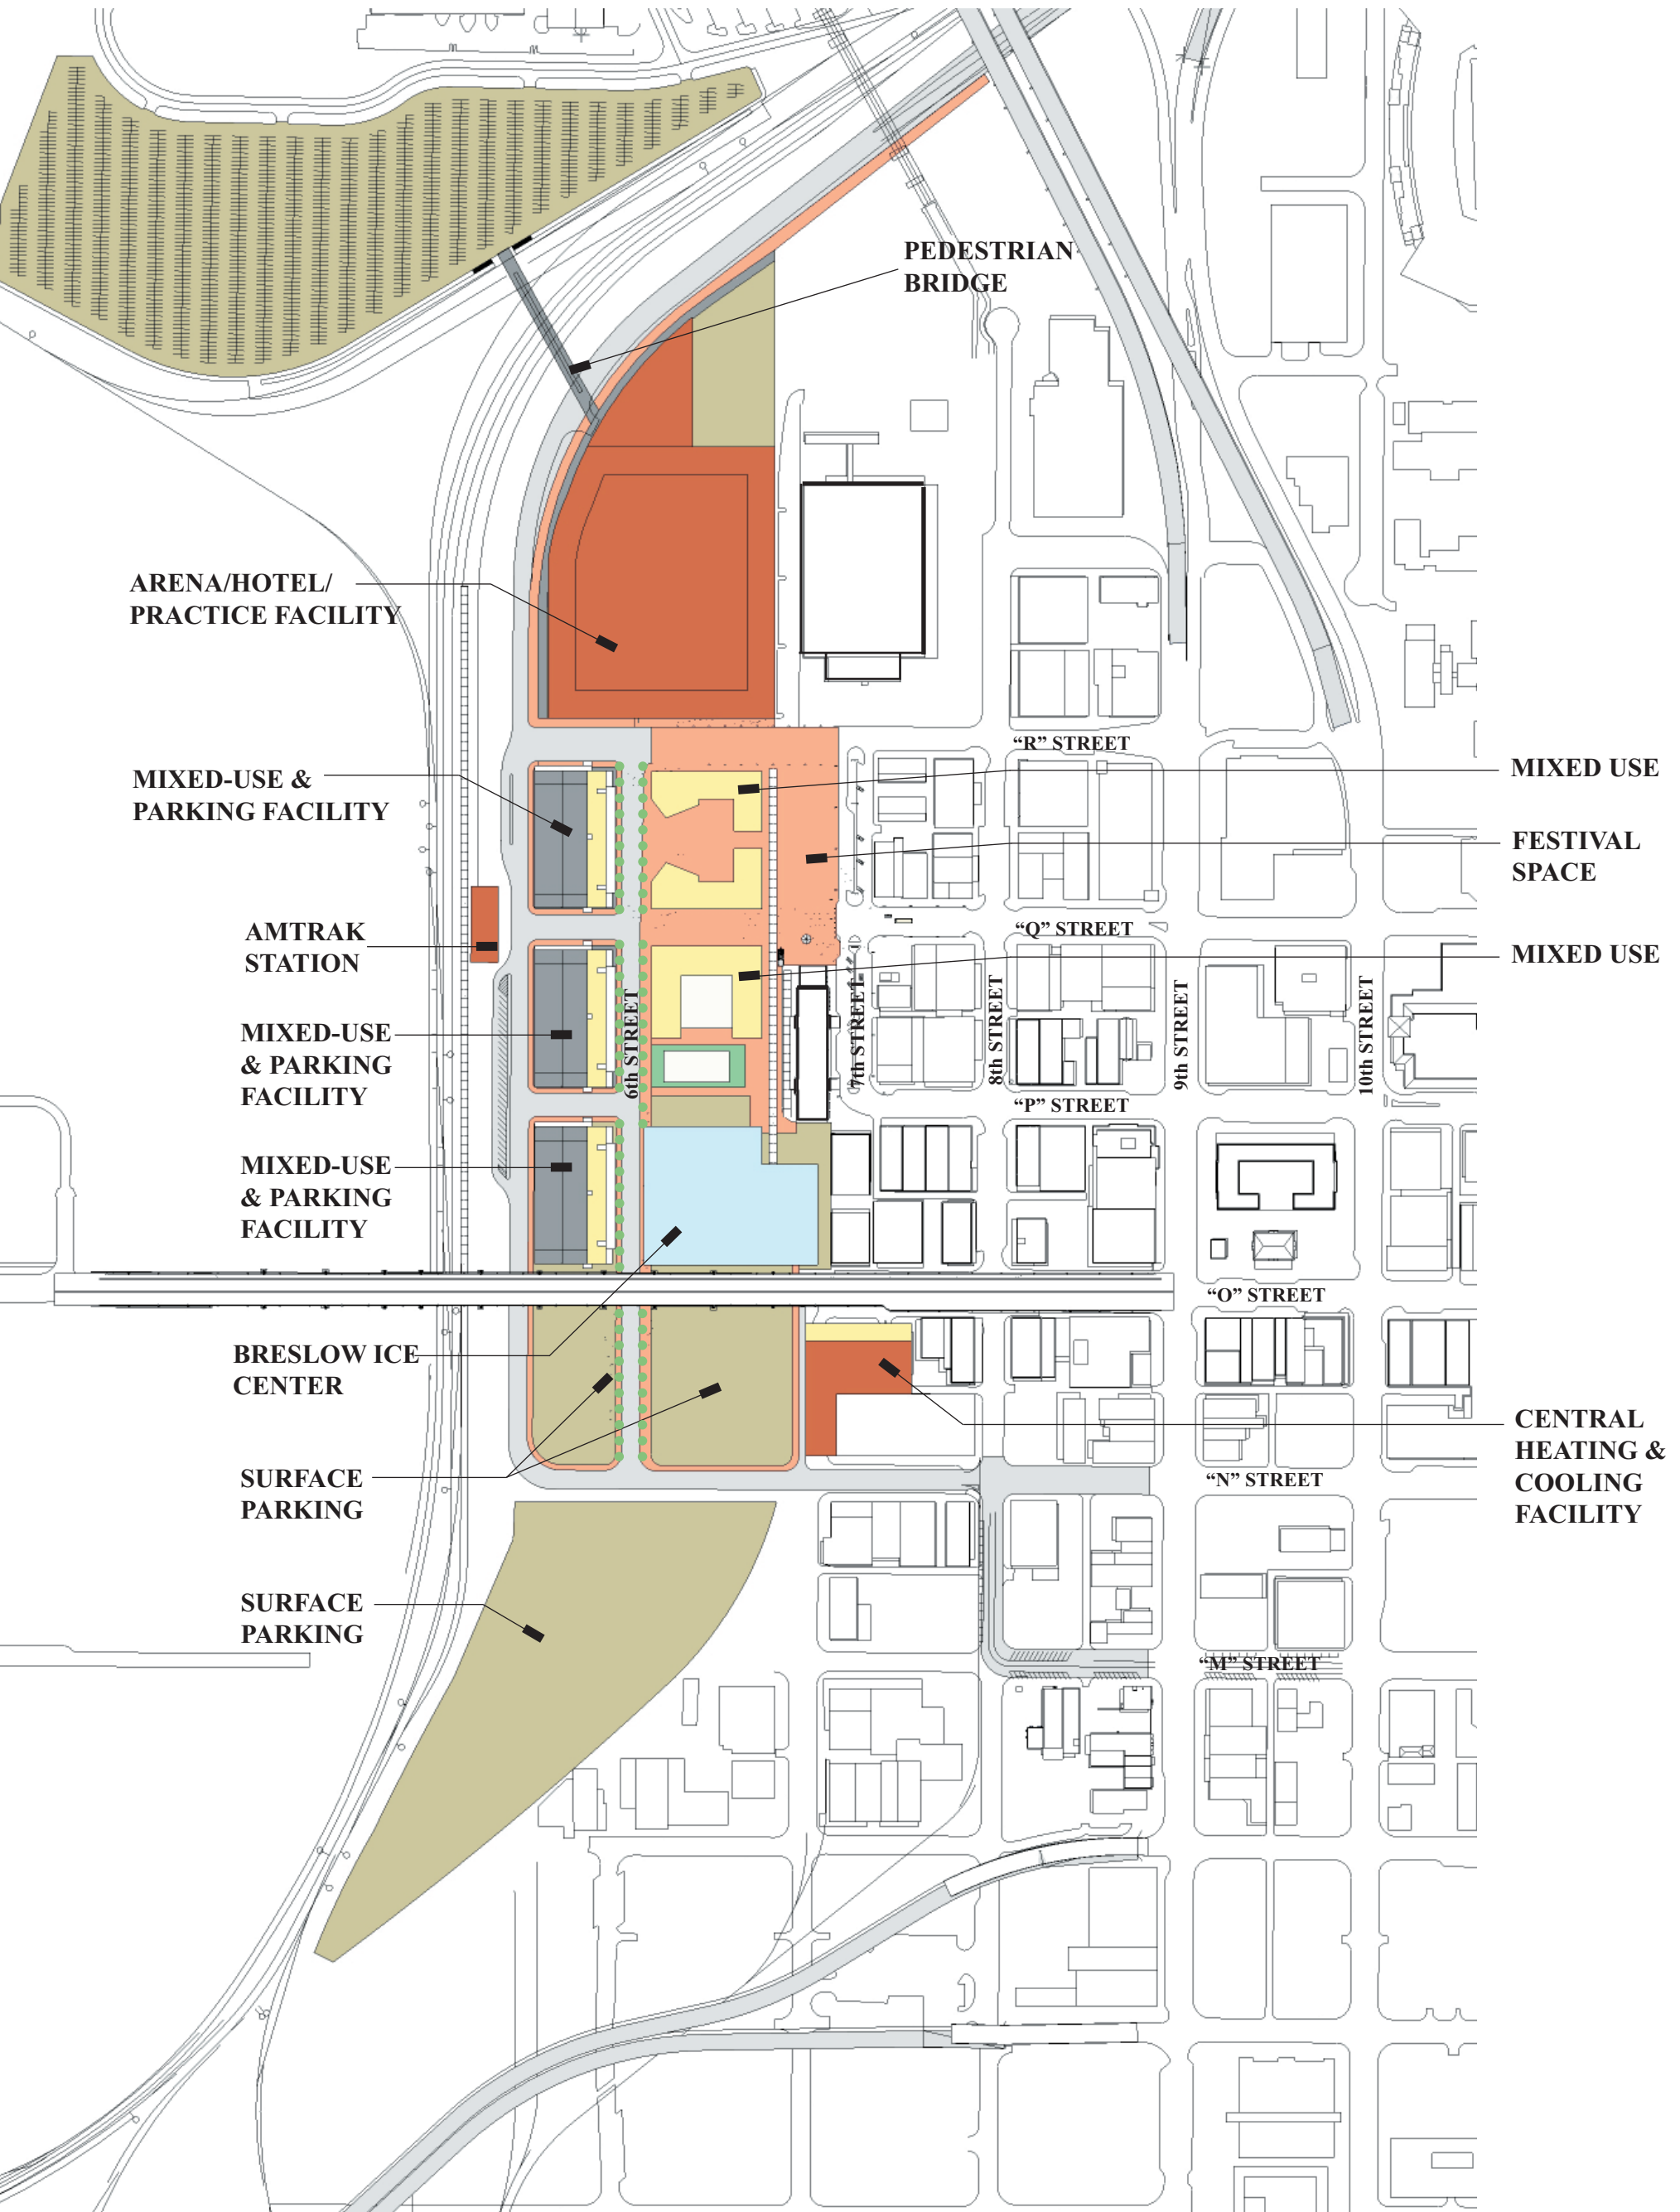 PEDESTRIAN
BRIDGE
ARENA/HOTEL/
PRACTICE FACILITY
“R” STREET
MIXED-USE &
PARKING FACILITY
MIXED USE
FESTIVAL
SPACE
AMTRAK
STATION
“Q” STREET
MIXED USE
MIXED-USE
& PARKING
FACILITY
6th STREET
7th STREET
8th STREET
9th STREET
10th STREET
“P” STREET
MIXED-USE
& PARKING
FACILITY
“O” STREET
BRESLOW ICE
CENTER
CENTRAL
HEATING &
COOLING
FACILITY
SURFACE
PARKING
“N” STREET
SURFACE
PARKING
“M” STREET